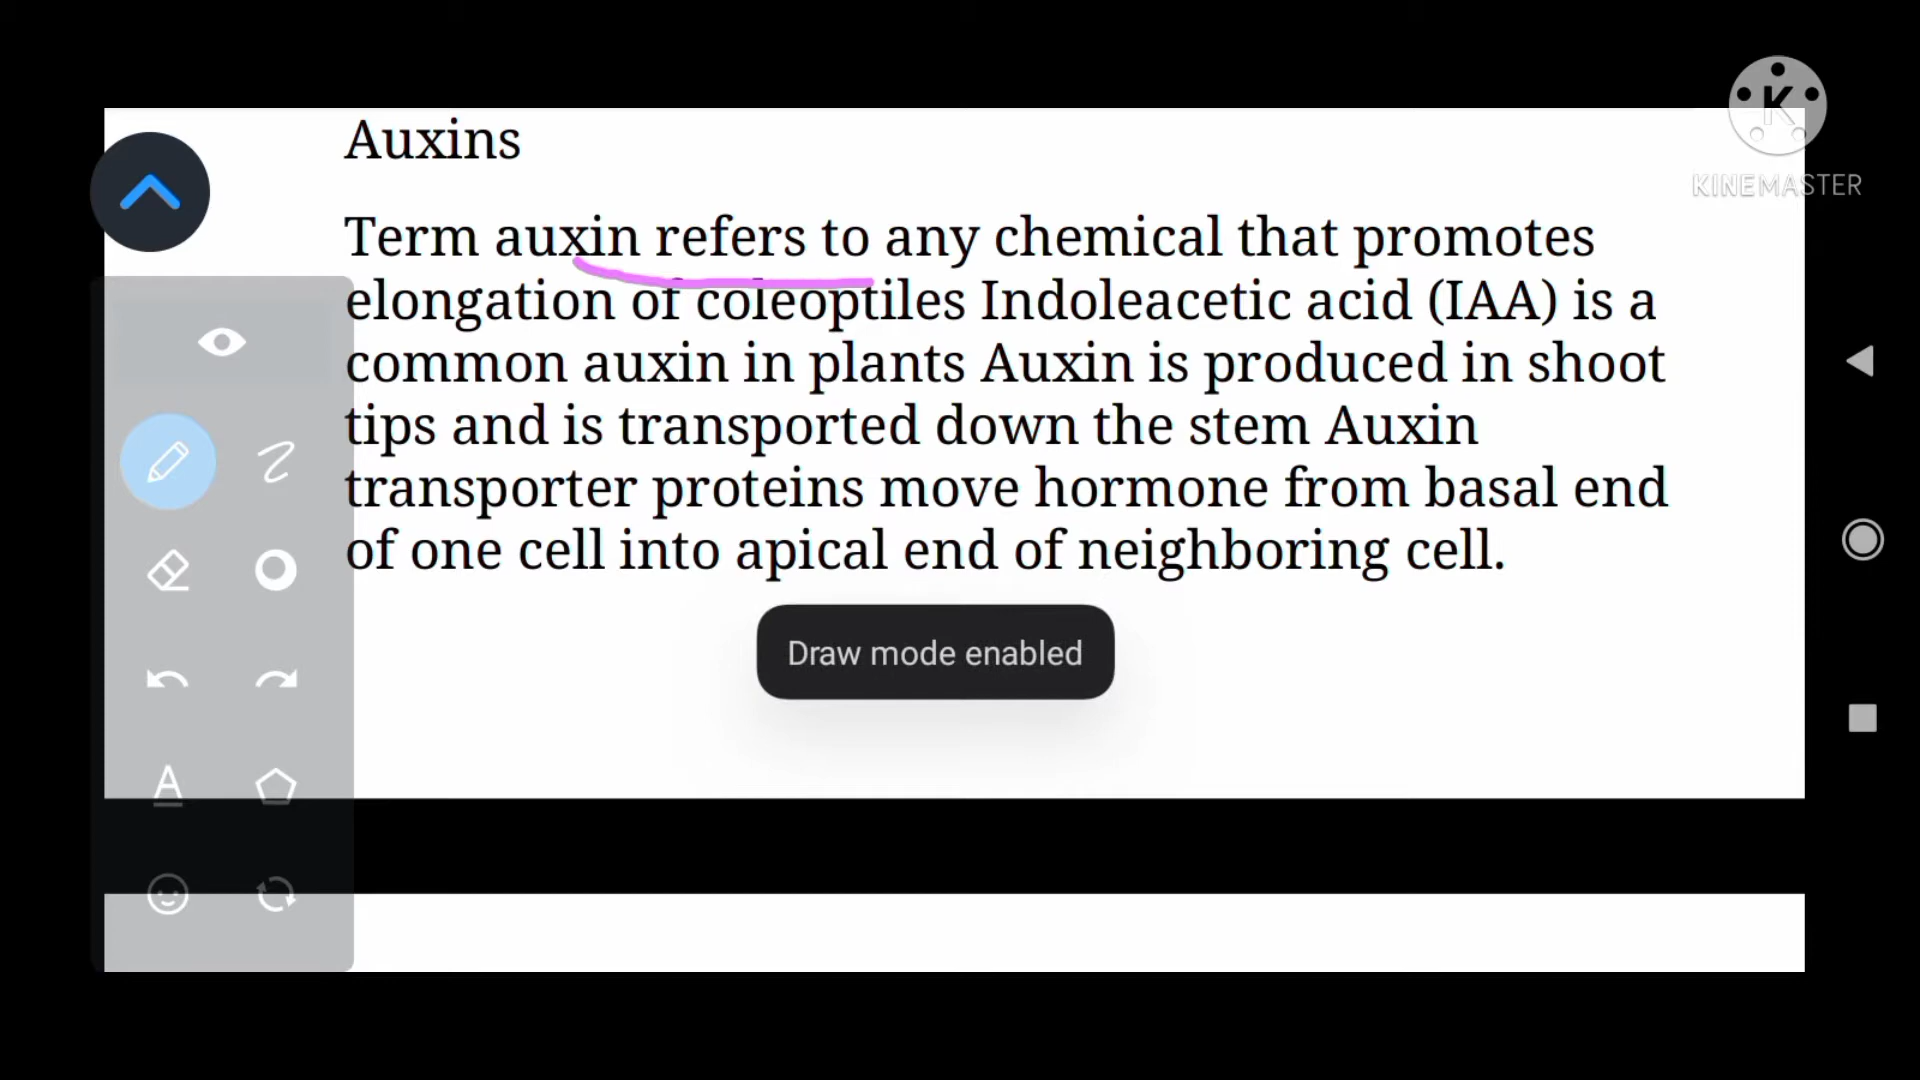 Auxins
KINEMASTER
Term auxin refers to any chemical that promotes
elongation of coleoptiles Indoleacetic acid (IAA) is a
common auxin in plants Auxin is produced in shoot
tips and is transported down the stem Auxin
transporter proteins move hormone from basal end
of one cell into apical end of neighboring cell.
Draw mode enabled